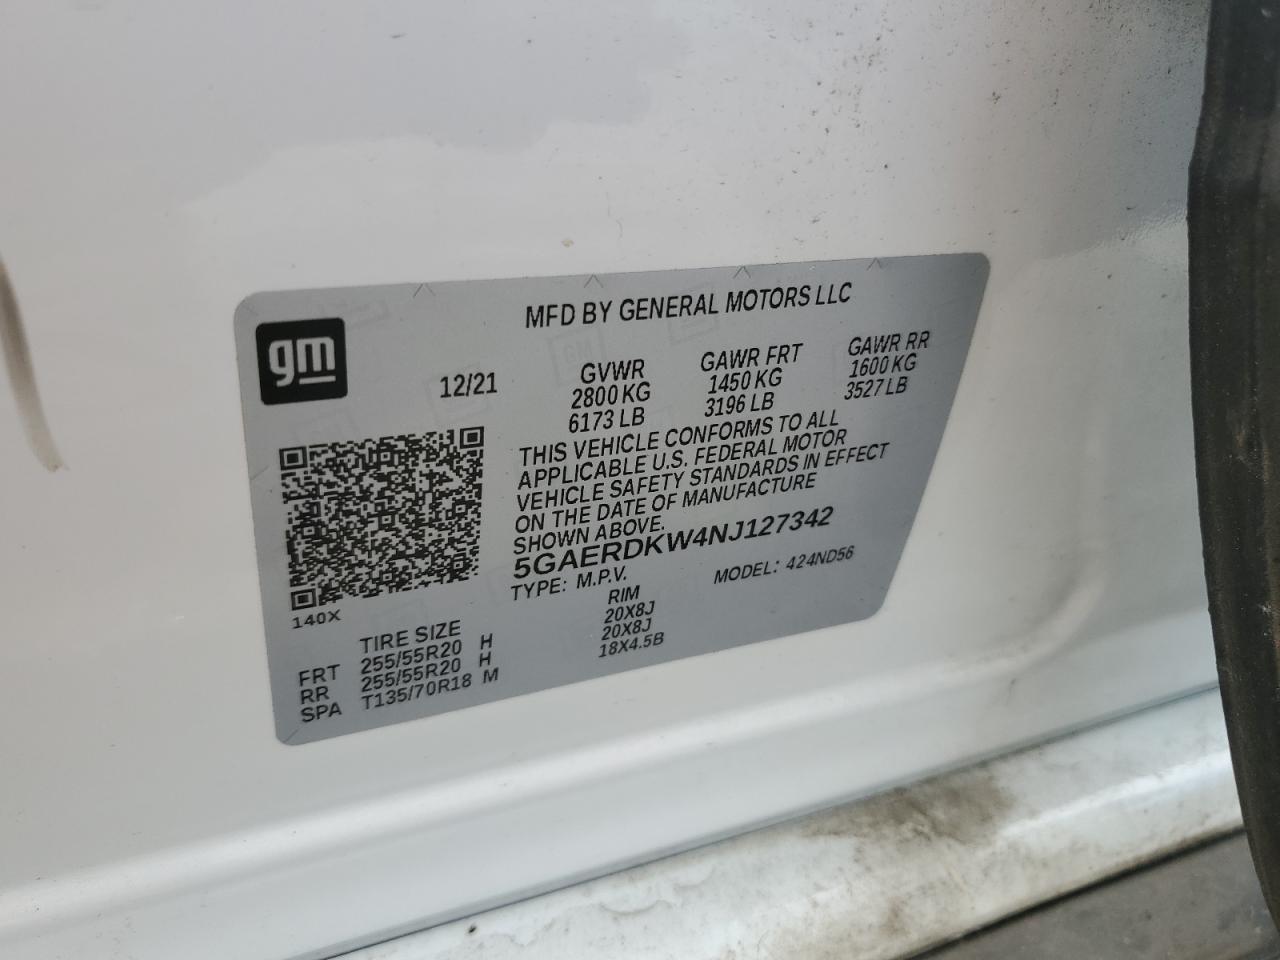 MFD BY GENERAL MOTORS LLC
gm
12/21
GVWR GAWR FRT GAWR RR
2800 KG 1450 KG 1600 KG
6173 LB 3196 LB 3527 LB
THIS VEHICLE CONFORMS TO ALL
APPLICABLE U.S. FEDERAL MOTOR
VEHICLE SAFETY STANDARDS IN EFFECT
ON THE DATE OF MANUFACTURE
SHOWN ABOVE.
5GAERDKW4NJ127342
TYPE: M.P.V. MODEL: 424ND56
140X
TIRE SIZE RIM
FRT 255/55R20 H 20X8J
RR 255/55R20 H 20X8J
SPA T135/70R18 M 18X4.5B